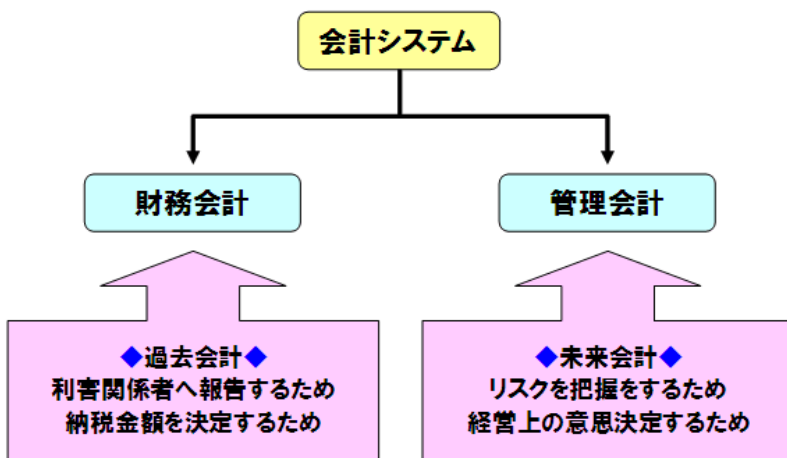 会計システム
財務会計
管理会計
◆過去会計◆
利害関係者へ報告するため
納税金額を決定するため
◆未来会計◆
リスクを把握をするため
経営上の意思決定するため